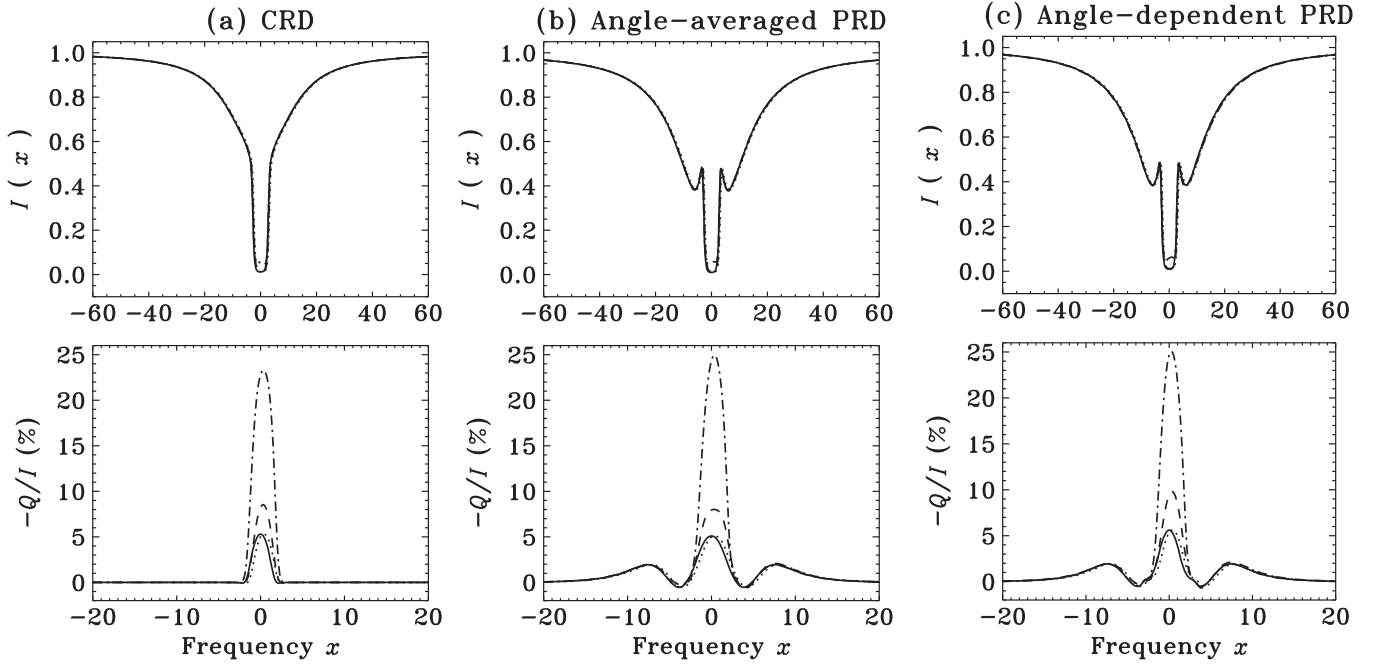 (a) CRD
(b) Angle−averaged PRD
(c) Angle−dependent PRD
I ( x )
1.0
0.8
0.6
0.4
0.2
0.0
−60 −40 −20 0 20 40 60
I ( x )
1.0
0.8
0.6
0.4
0.2
0.0
−60 −40 −20 0 20 40 60
I ( x )
1.0
0.8
0.6
0.4
0.2
0.0
−60 −40 −20 0 20 40 60
−Q/I (%)
25
20
15
10
5
0
−20 −10 0 10 20
Frequency x
−Q/I (%)
25
20
15
10
5
0
−20 −10 0 10 20
Frequency x
−Q/I (%)
25
20
15
10
5
0
−20 −10 0 10 20
Frequency x